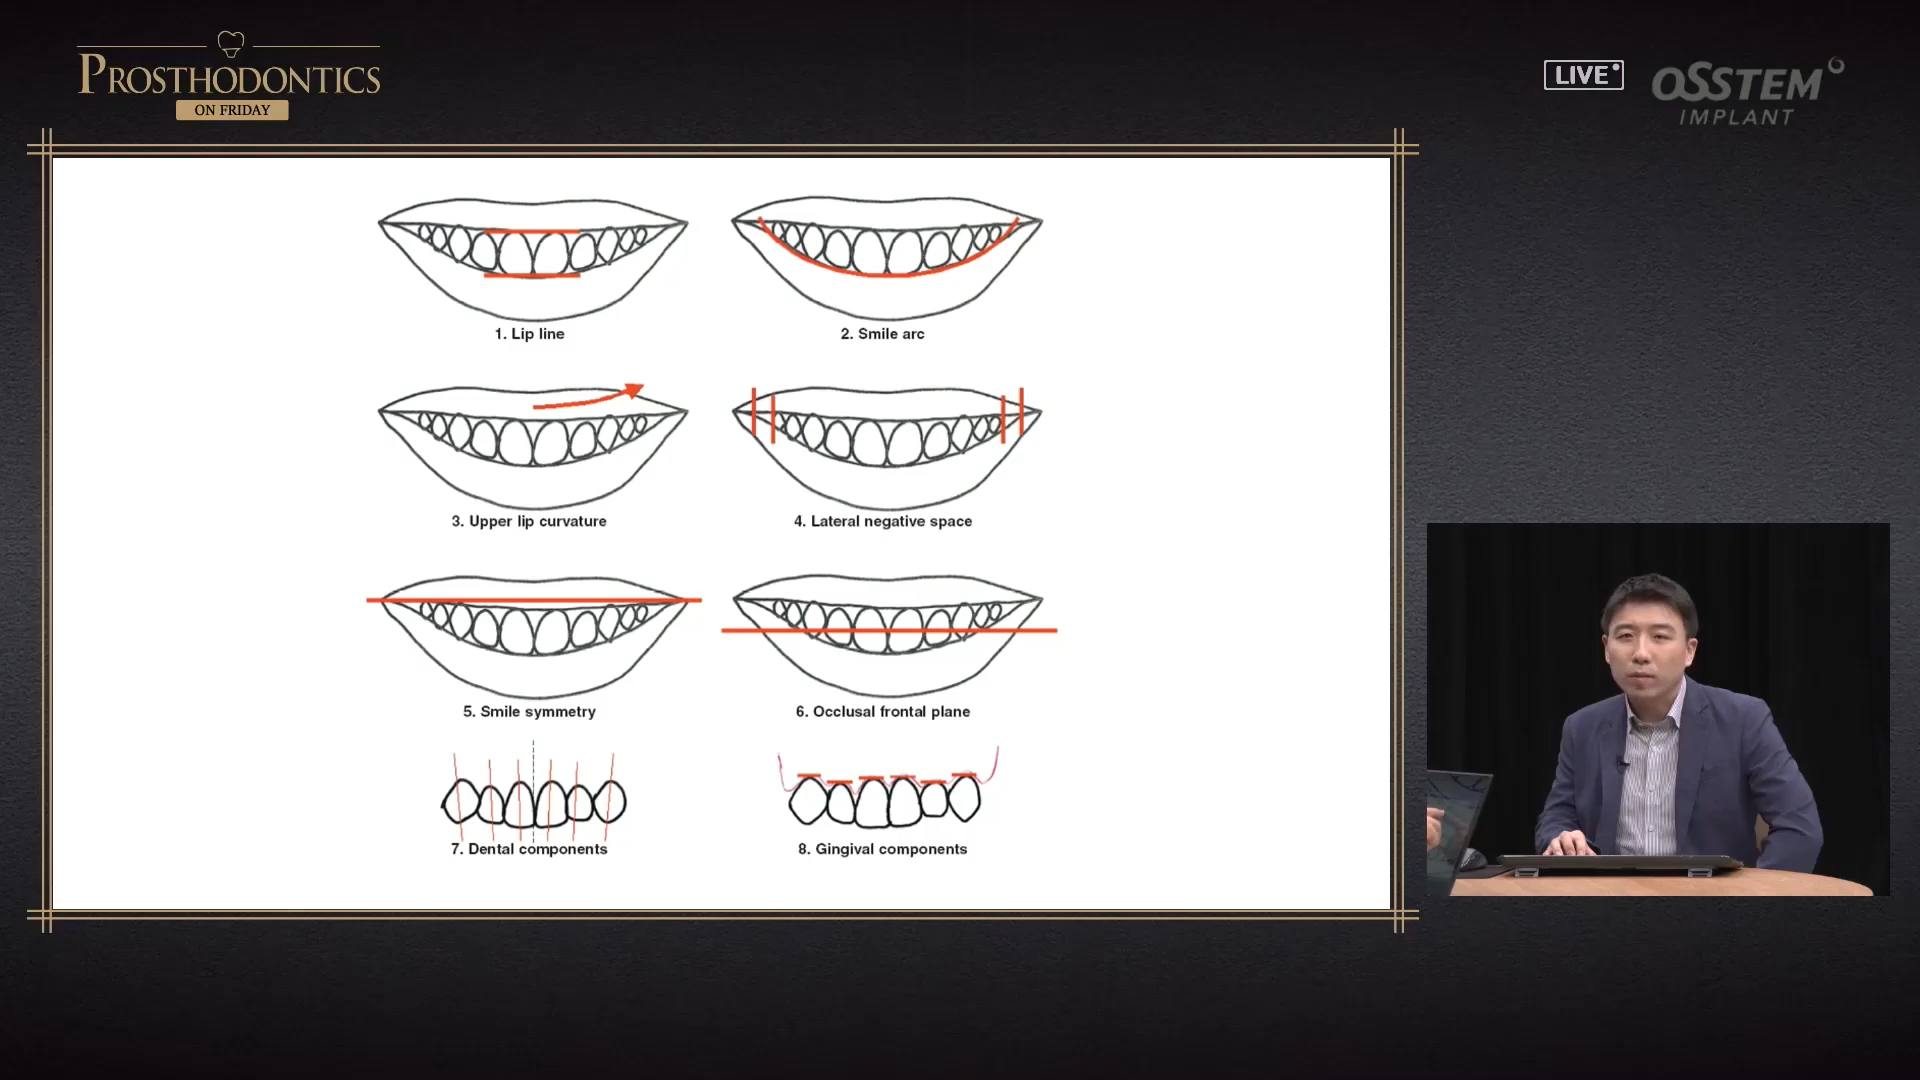 PROSTHODONTICS
ON FRIDAY
LIVE
OSSTEM
IMPLANT
1. Lip line
2. Smile arc
3. Upper lip curvature
4. Lateral negative space
5. Smile symmetry
6. Occlusal frontal plane
7. Dental components
8. Gingival components